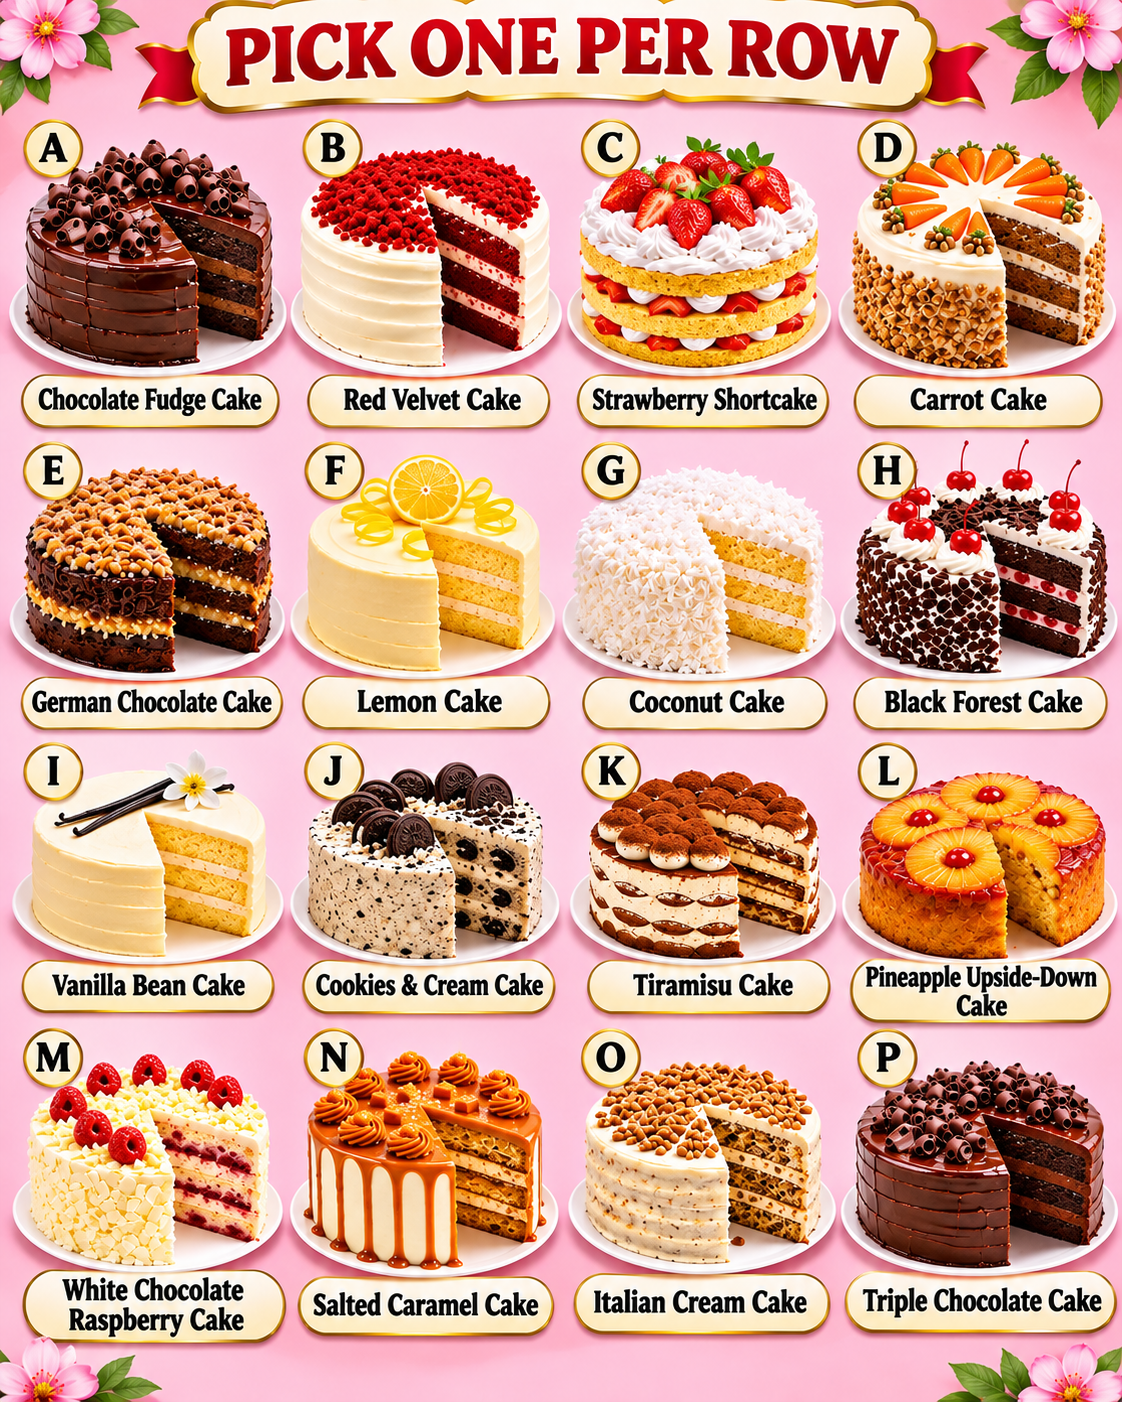 PICK ONE PER ROW
A
B
C
D
Chocolate Fudge Cake
Red Velvet Cake
Strawberry Shortcake
Carrot Cake
E
F
G
H
German Chocolate Cake
Lemon Cake
Coconut Cake
Black Forest Cake
I
J
K
L
Vanilla Bean Cake
Cookies & Cream Cake
Tiramisu Cake
Pineapple Upside-Down
Cake
M
N
O
P
White Chocolate
Raspberry Cake
Salted Caramel Cake
Italian Cream Cake
Triple Chocolate Cake